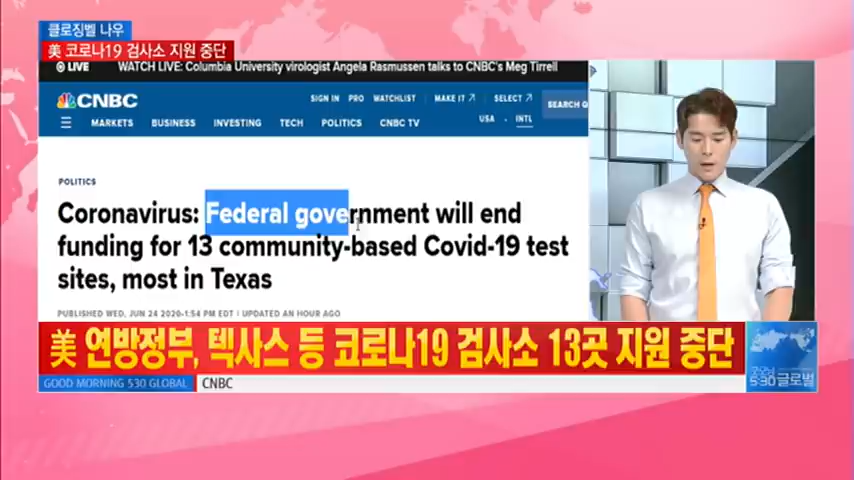 클로징벨 나우
美 코로나19 검사소 지원 중단
LIVE WATCH LIVE: Columbia University virologist Angela Rasmussen talks to CNBC's Meg Tirrell
CNBC
SIGN IN PRO WATCHLIST MAKE IT SELECT SEARCH Q
MARKETS BUSINESS INVESTING TECH POLITICS CNBC TV USA · INTL
POLITICS
Coronavirus: Federal government will end
funding for 13 community-based Covid-19 test
sites, most in Texas
PUBLISHED WED, JUN 24 2020•1:54 PM EDT | UPDATED AN HOUR AGO
美 연방정부, 텍사스 등 코로나19 검사소 13곳 지원 중단
GOOD MORNING 530 GLOBAL CNBC
5:30 글로벌